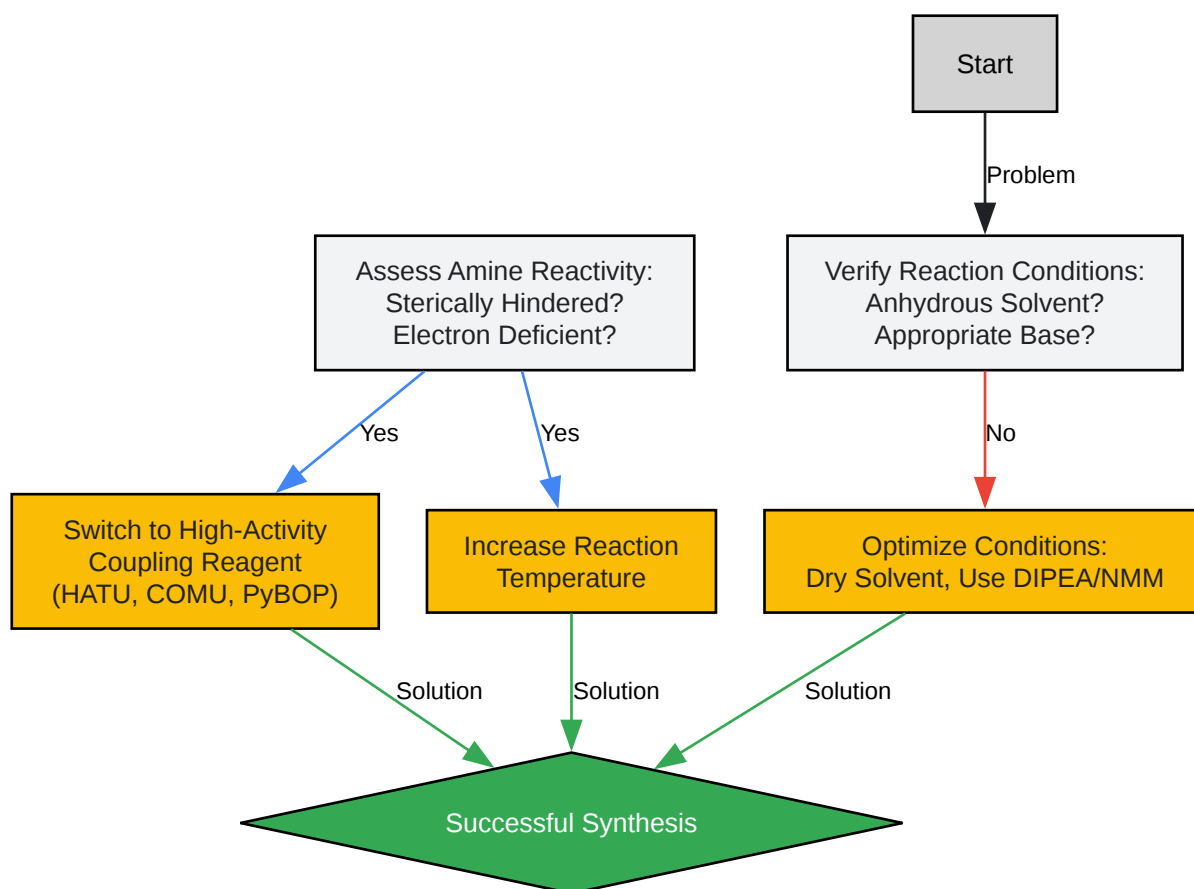 Start
Problem
Assess Amine Reactivity:
Sterically Hindered?
Electron Deficient?
Verify Reaction Conditions:
Anhydrous Solvent?
Appropriate Base?
Yes
Yes
No
Switch to High-Activity
Coupling Reagent
(HATU, COMU, PyBOP)
Increase Reaction
Temperature
Optimize Conditions:
Dry Solvent, Use DIPEA/NMM
Solution
Solution
Solution
Successful Synthesis